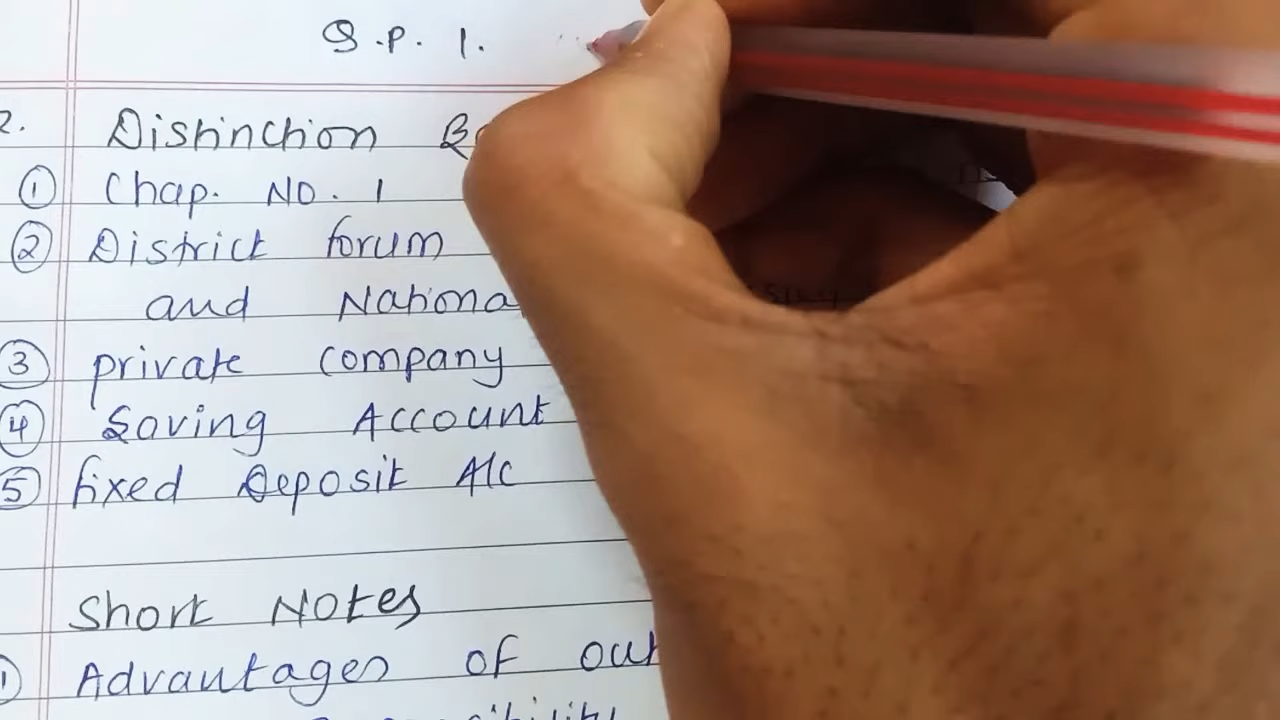 S.P. 1.
2. Distinction
① Chap. No. 1
② District forum
and National
③ private company
④ Saving Account
⑤ fixed Deposit A/c
Short Notes
① Advantages of